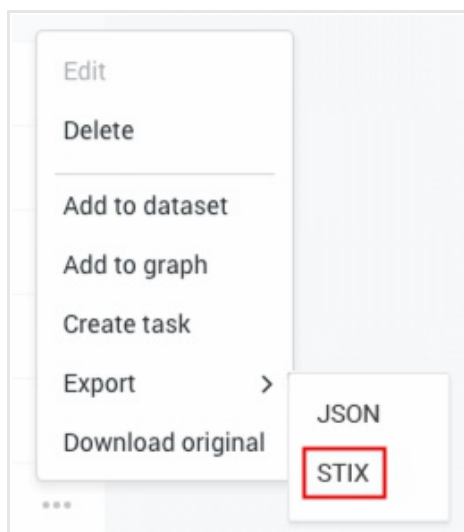 Edit
Delete
Add to dataset
Add to graph
Create task
Export
JSON
Download original
STIX